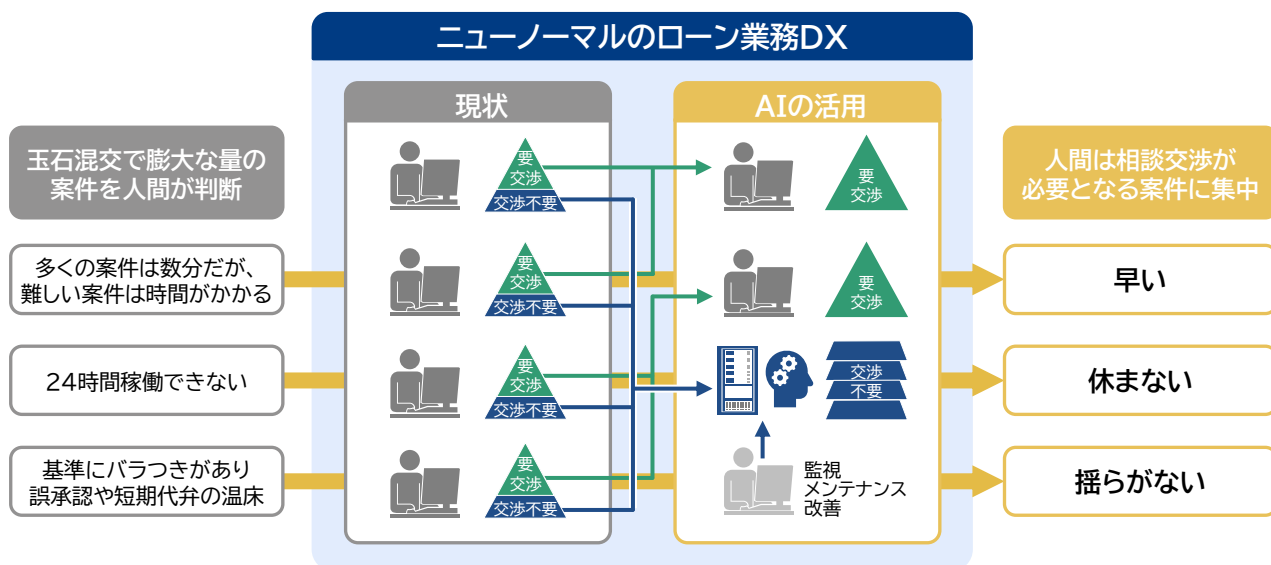 ニューノーマルのローン業務DX
玉石混交で膨大な量の
案件を人間が判断
多くの案件は数分だが、
難しい案件は時間がかかる
24時間稼働できない
基準にバラつきがあり
誤承認や短期代弁の温床
現状
要
交渉
交渉不要
要
交渉
交渉不要
要
交渉
交渉不要
要
交渉
交渉不要
AIの活用
要
交渉
要
交渉
交渉
不要
監視
メンテナンス
改善
人間は相談交渉が
必要となる案件に集中
早い
休まない
揺らがない